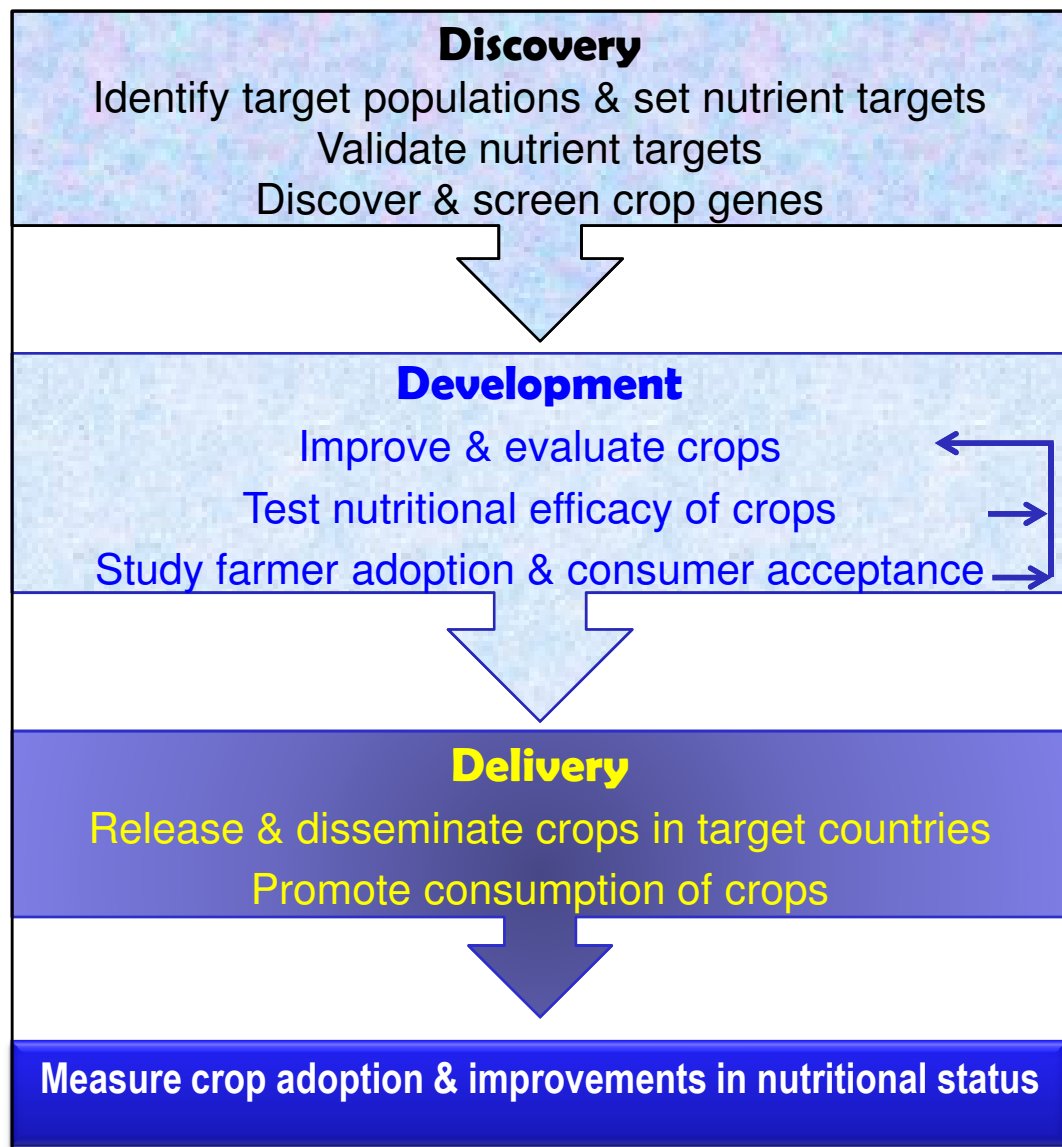 Discovery
Identify target populations & set nutrient targets
Validate nutrient targets
Discover & screen crop genes
Development
Improve & evaluate crops
Test nutritional efficacy of crops
Study farmer adoption & consumer acceptance
Delivery
Release & disseminate crops in target countries
Promote consumption of crops
Measure crop adoption & improvements in nutritional status